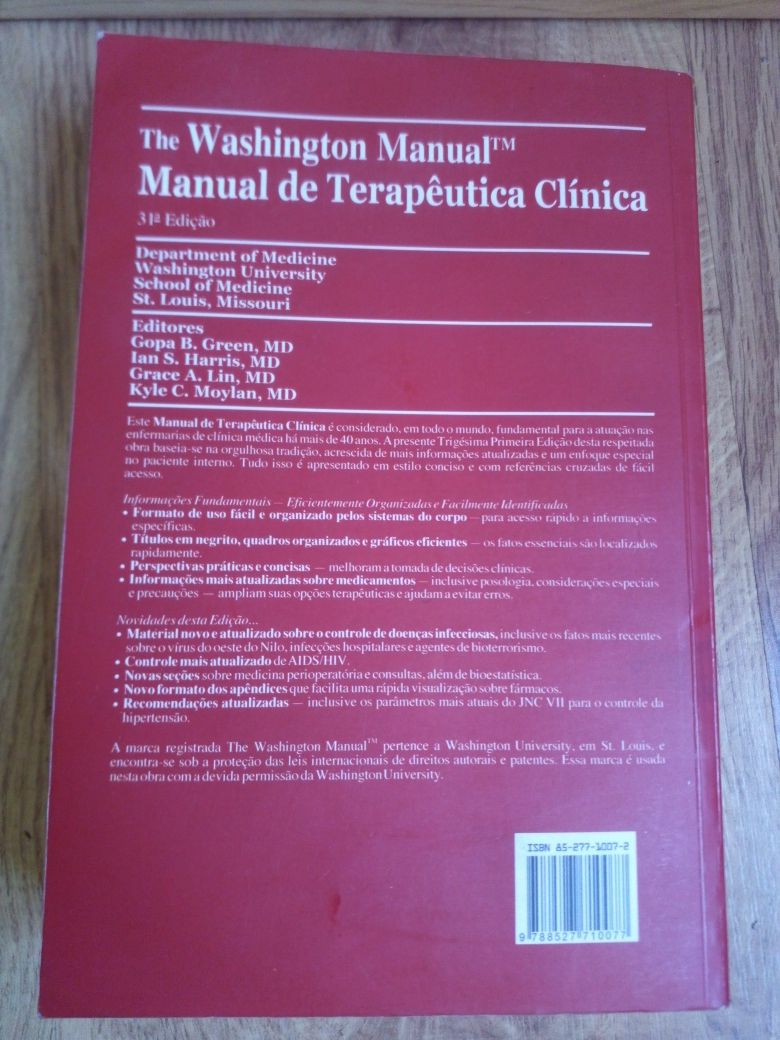 The Washington Manual™
Manual de Terapêutica Clínica
31ª Edição
Department of Medicine
Washington University
School of Medicine
St. Louis, Missouri
Editores
Gopa B. Green, MD
Ian S. Harris, MD
Grace A. Lin, MD
Kyle C. Moylan, MD
Este Manual de Terapêutica Clínica é considerado, em todo o mundo, fundamental para a atuação nas
enfermarias de clínica médica há mais de 40 anos. A presente Trigésima Primeira Edição desta respeitada
obra baseia-se na orgulhosa tradição, acrescida de mais informações atualizadas e um enfoque especial
no paciente interno. Tudo isso é apresentado em estilo conciso e com referências cruzadas de fácil
acesso.
Informações Fundamentais — Eficientemente Organizadas e Facilmente Identificadas
• Formato de uso fácil e organizado pelos sistemas do corpo — para acesso rápido a informações
específicas.
• Títulos em negrito, quadros organizados e gráficos eficientes — os fatos essenciais são localizados
rapidamente.
• Perspectivas práticas e concisas — melhoram a tomada de decisões clínicas.
• Informações mais atualizadas sobre medicamentos — inclusive posologia, considerações especiais
e precauções — ampliam suas opções terapêuticas e ajudam a evitar erros.
Novidades desta Edição...
• Material novo e atualizado sobre o controle de doenças infecciosas, inclusive os fatos mais recentes
sobre o vírus do oeste do Nilo, infecções hospitalares e agentes de bioterrorismo.
• Controle mais atualizado de AIDS/HIV.
• Novas seções sobre medicina perioperatória e consultas, além de bioestatística.
• Novo formato dos apêndices que facilita uma rápida visualização sobre fármacos.
• Recomendações atualizadas — inclusive os parâmetros mais atuais do JNC VII para o controle da
hipertensão.
A marca registrada The Washington Manual™ pertence a Washington University, em St. Louis, e
encontra-se sob a proteção das leis internacionais de direitos autorais e patentes. Essa marca é usada
nesta obra com a devida permissão da Washington University.
ISBN 85-277-1007-2
9 788527 710077